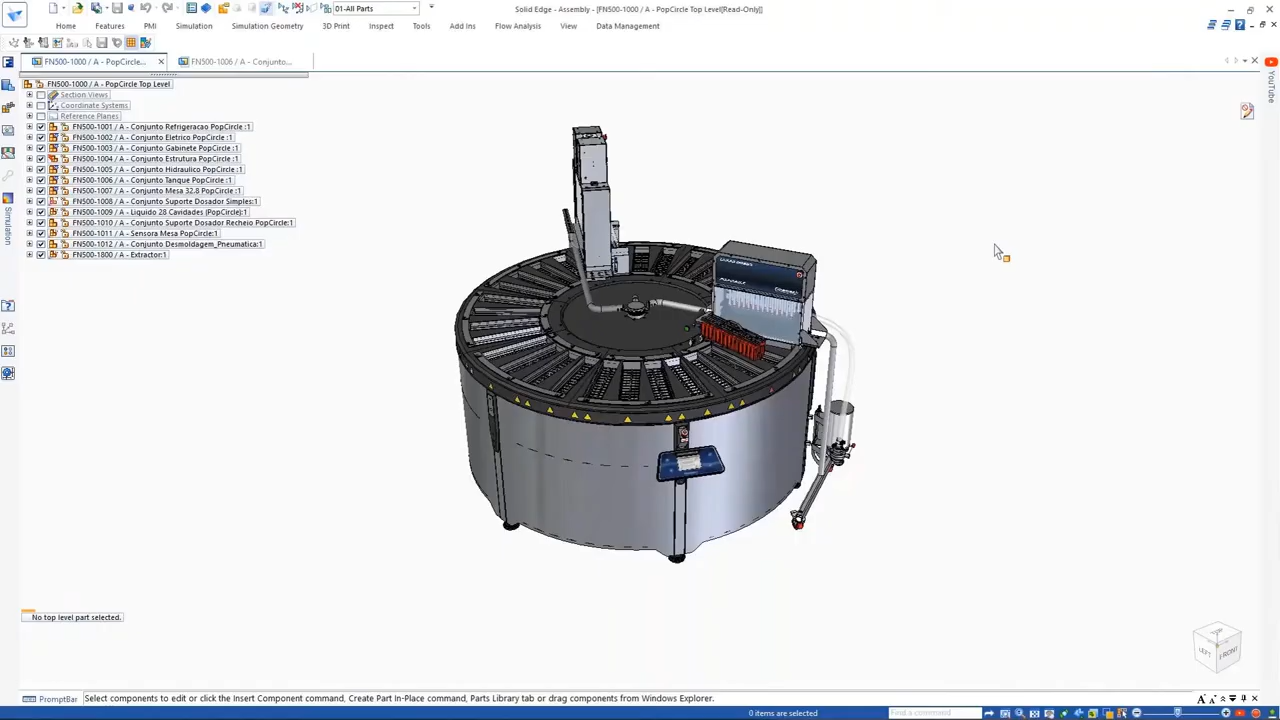 01-All Parts
Solid Edge - Assembly - [FN500-1000 / A - PopCircle Top Level[Read-Only]]
Home Features PMI Simulation Simulation Geometry 3D Print Inspect Tools Add Ins Flow Analysis View Data Management
FN500-1000 / A - PopCircle... FN500-1006 / A - Conjunto...
YouTube
FN500-1000 / A - PopCircle Top Level
Section Views
Coordinate Systems
Reference Planes
FN500-1001 / A - Conjunto Refrigeracao PopCircle :1
FN500-1002 / A - Conjunto Eletrico PopCircle :1
FN500-1003 / A - Conjunto Gabinete PopCircle :1
FN500-1004 / A - Conjunto Estrutura PopCircle :1
FN500-1005 / A - Conjunto Hidraulico PopCircle :1
FN500-1006 / A - Conjunto Tanque PopCircle :1
FN500-1007 / A - Conjunto Mesa 32.8 PopCircle :1
FN500-1008 / A - Conjunto Suporte Dosador Simples:1
FN500-1009 / A - Liquido 28 Cavidades (PopCircle):1
FN500-1010 / A - Conjunto Suporte Dosador Recheio PopCircle:1
FN500-1011 / A - Sensora Mesa PopCircle:1
FN500-1012 / A - Conjunto Desmoldagem_Pneumatica:1
FN500-1800 / A - Extractor:1
Simulation
No top level part selected.
TOP
LEFT FRONT
PromptBar Select components to edit or click the Insert Component command, Create Part In-Place command, Parts Library tab or drag components from Windows Explorer.
0 items are selected Find a command